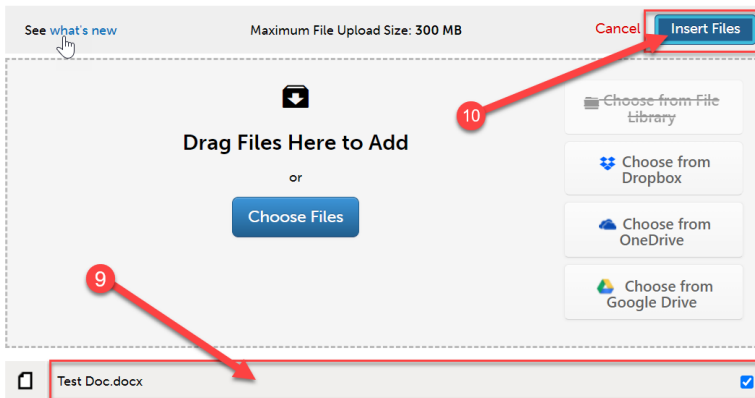 See what's new
Maximum File Upload Size: 300 MB
Cancel
Insert Files
10
Drag Files Here to Add
or
Choose Files
Choose from File
Library
Choose from
Dropbox
Choose from
OneDrive
Choose from
Google Drive
9
Test Doc.docx